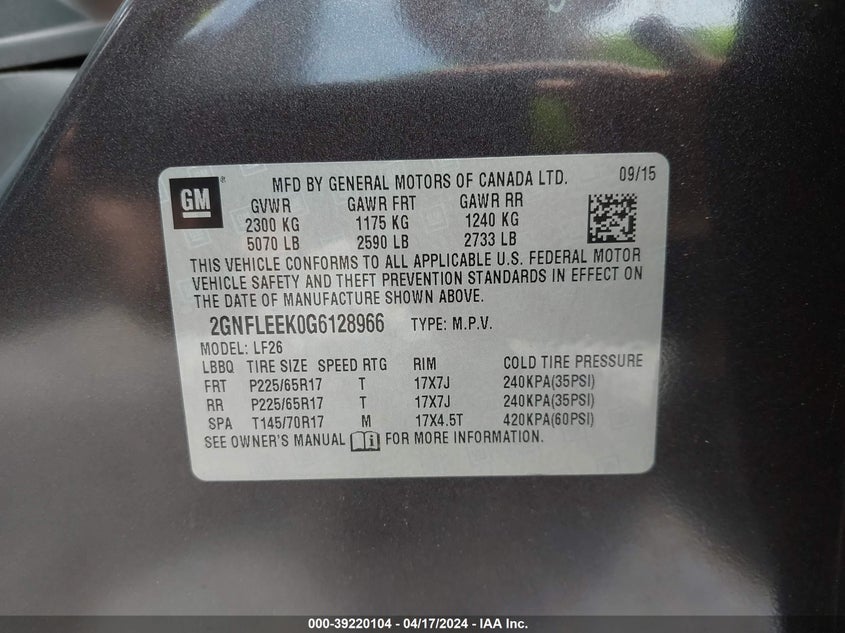 GM
MFD BY GENERAL MOTORS OF CANADA LTD. 09/15
GVWR GAWR FRT GAWR RR
2300 KG 1175 KG 1240 KG
5070 LB 2590 LB 2733 LB
THIS VEHICLE CONFORMS TO ALL APPLICABLE U.S. FEDERAL MOTOR
VEHICLE SAFETY AND THEFT PREVENTION STANDARDS IN EFFECT ON
THE DATE OF MANUFACTURE SHOWN ABOVE.
2GNFLEEK0G6128966 TYPE: M.P.V.
MODEL: LF26
LBBQ TIRE SIZE SPEED RTG RIM COLD TIRE PRESSURE
FRT P225/65R17 T 17X7J 240KPA(35PSI)
RR P225/65R17 T 17X7J 240KPA(35PSI)
SPA T145/70R17 M 17X4.5T 420KPA(60PSI)
SEE OWNER'S MANUAL FOR MORE INFORMATION.
000-39220104 - 04/17/2024 - IAA Inc.